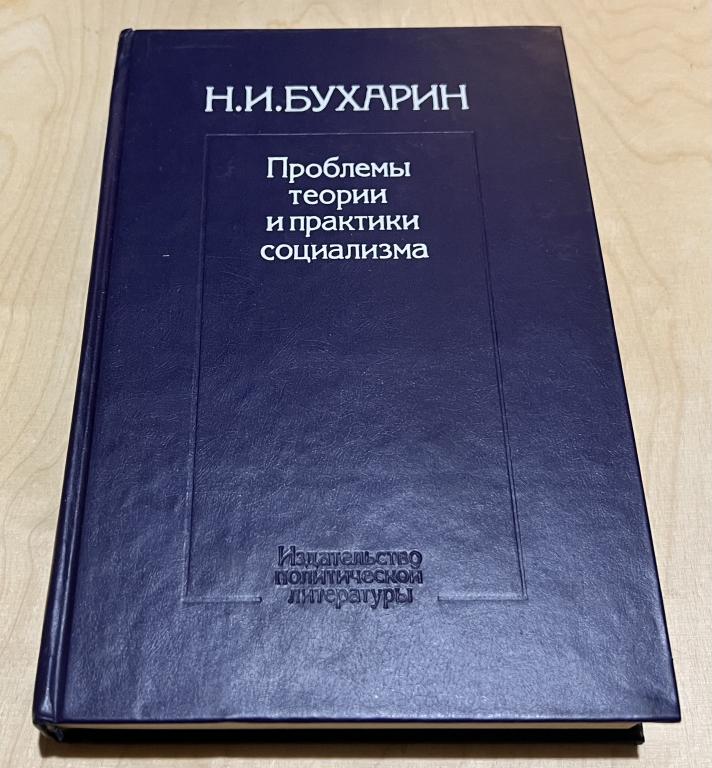 Н.И.БУХАРИН
Проблемы
теории
и практики
социализма
Издательство
политической
литературы